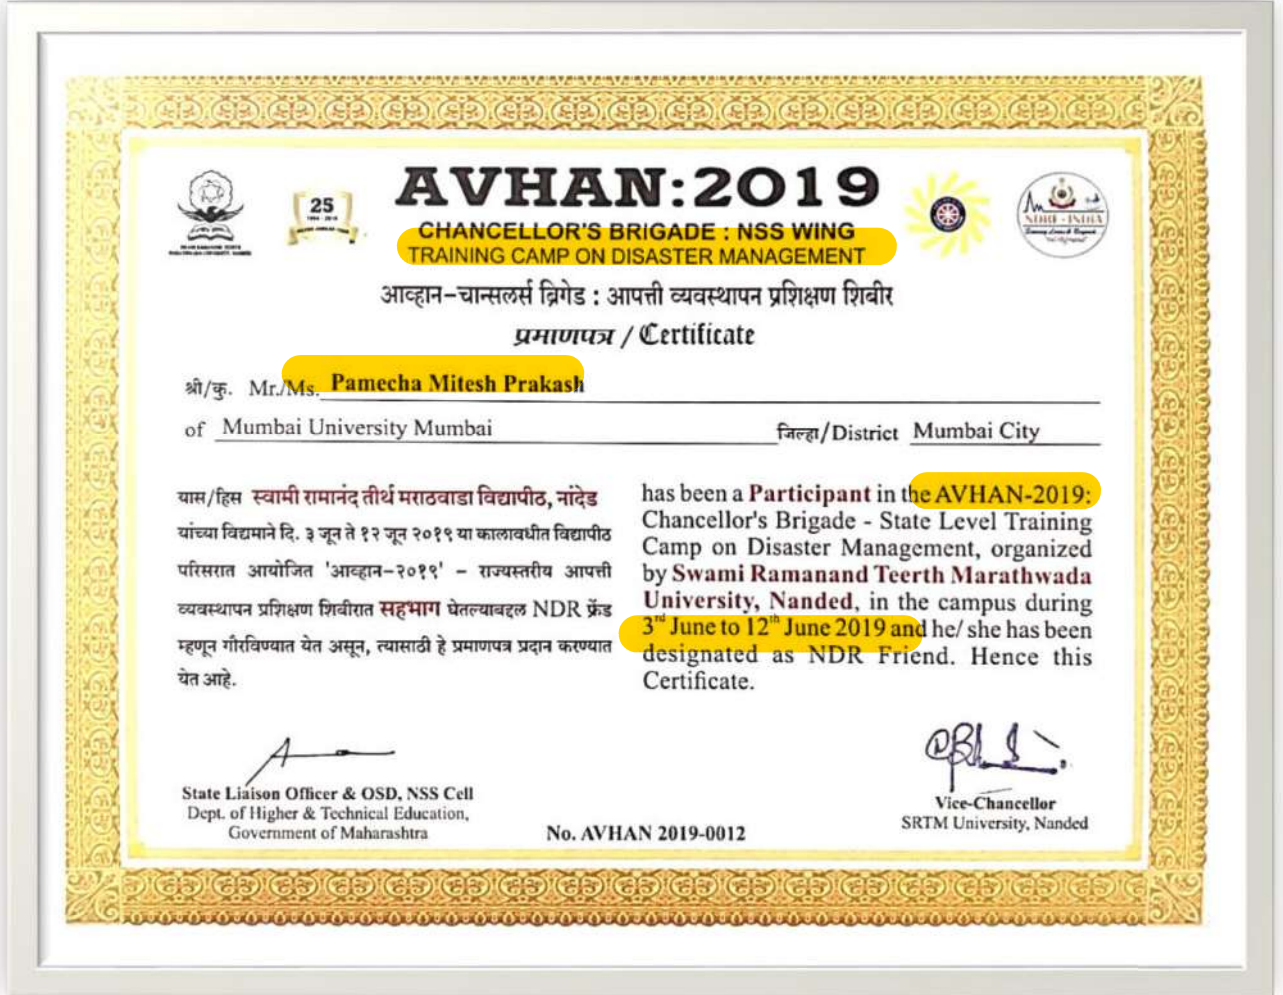 25
AVHAN:2019
CHANCELLOR'S BRIGADE : NSS WING
TRAINING CAMP ON DISASTER MANAGEMENT
NDRF - INDIA
आव्हान-चान्सलर्स ब्रिगेड : आपत्ती व्यवस्थापन प्रशिक्षण शिबीर
प्रमाणपत्र / Certificate
श्री/कु. Mr./Ms. Pamecha Mitesh Prakash
of Mumbai University Mumbai जिल्हा/District Mumbai City
यास/हिस स्वामी रामानंद तीर्थ मराठवाडा विद्यापीठ, नांदेड
यांच्या विद्यमाने दि. ३ जून ते १२ जून २०१९ या कालावधीत विद्यापीठ
परिसरात आयोजित 'आव्हान-२०१९' - राज्यस्तरीय आपत्ती
व्यवस्थापन प्रशिक्षण शिबीरात सहभाग घेतल्याबद्दल NDR फ्रेंड
म्हणून गौरविण्यात येत असून, त्यासाठी हे प्रमाणपत्र प्रदान करण्यात
येत आहे.
has been a Participant in the AVHAN-2019:
Chancellor's Brigade - State Level Training
Camp on Disaster Management, organized
by Swami Ramanand Teerth Marathwada
University, Nanded, in the campus during
3rd June to 12th June 2019 and he/ she has been
designated as NDR Friend. Hence this
Certificate.
State Liaison Officer & OSD, NSS Cell
Dept. of Higher & Technical Education,
Government of Maharashtra
No. AVHAN 2019-0012
Vice-Chancellor
SRTM University, Nanded